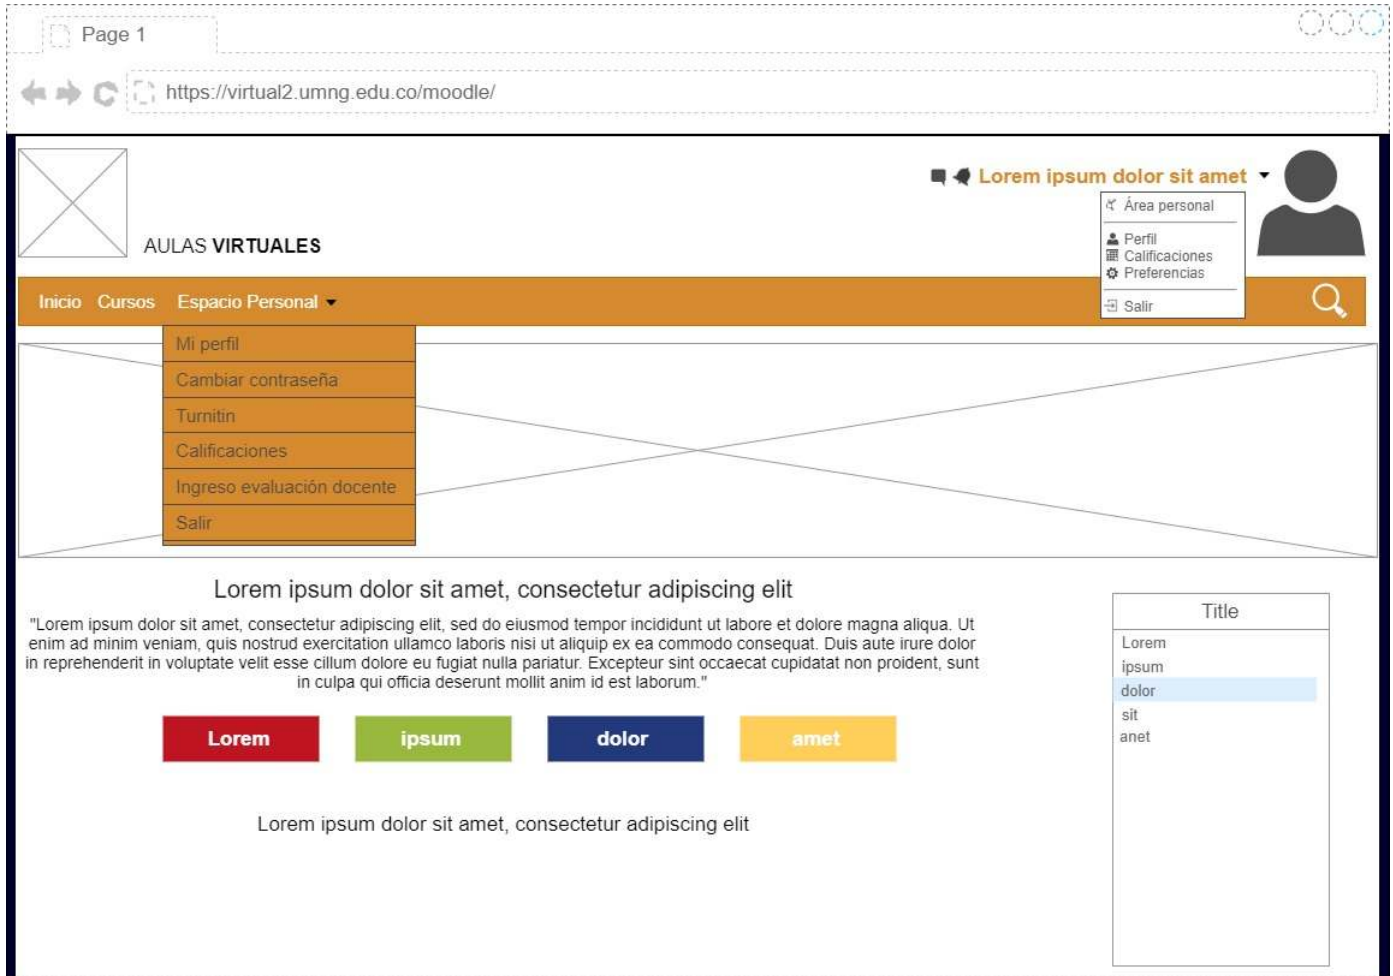 Page 1
https://virtual2.umng.edu.co/moodle/
Lorem ipsum dolor sit amet
Área personal
Perfil
Calificaciones
Preferencias
Salir
AULAS VIRTUALES
Inicio Cursos Espacio Personal
Mi perfil
Cambiar contraseña
Turnitin
Calificaciones
Ingreso evaluación docente
Salir
Lorem ipsum dolor sit amet, consectetur adipiscing elit
"Lorem ipsum dolor sit amet, consectetur adipiscing elit, sed do eiusmod tempor incididunt ut labore et dolore magna aliqua. Ut
enim ad minim veniam, quis nostrud exercitation ullamco laboris nisi ut aliquip ex ea commodo consequat. Duis aute irure dolor
in reprehenderit in voluptate velit esse cillum dolore eu fugiat nulla pariatur. Excepteur sint occaecat cupidatat non proident, sunt
in culpa qui officia deserunt mollit anim id est laborum."
Lorem ipsum dolor amet
Lorem ipsum dolor sit amet, consectetur adipiscing elit
Title
Lorem
ipsum
dolor
sit
anet